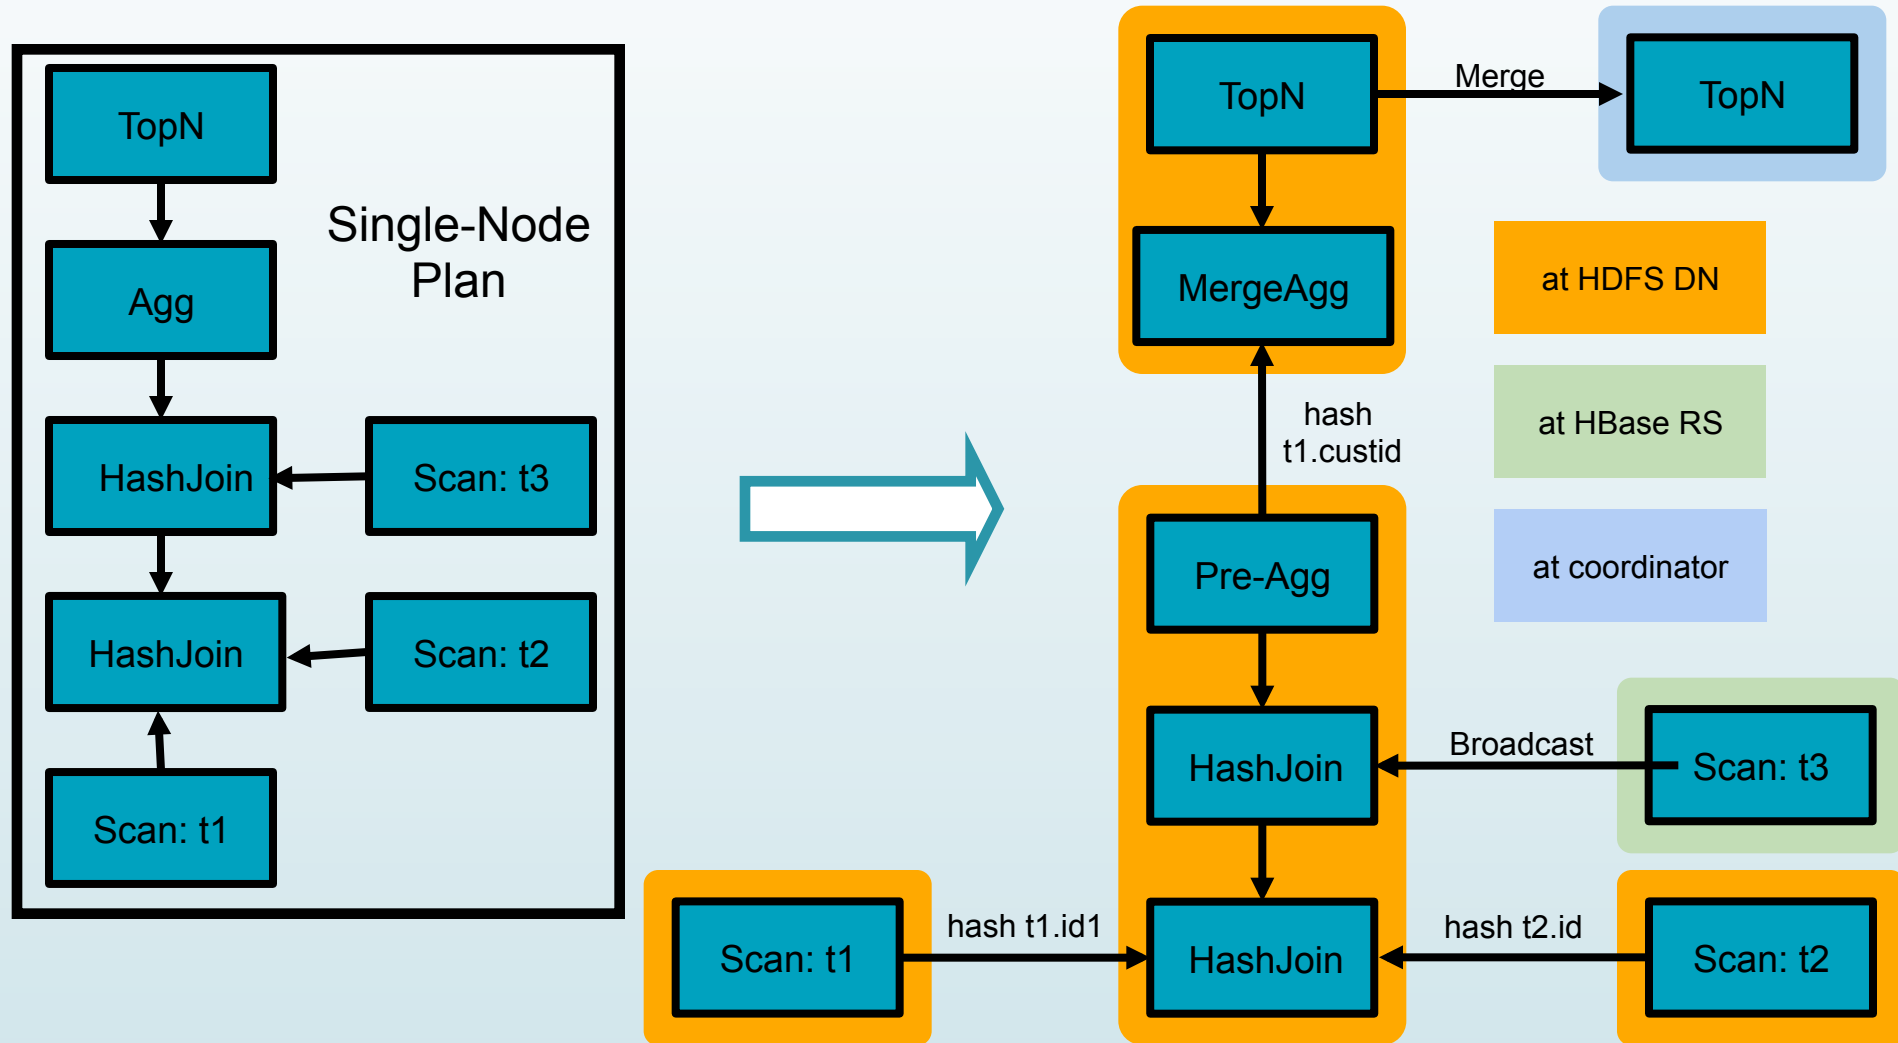 TopN
Single-Node
Plan
Agg
HashJoin
Scan: t3
HashJoin
Scan: t2
Scan: t1
TopN
Merge
TopN
MergeAgg
hash
t1.custid
Pre-Agg
HashJoin
Broadcast
Scan: t3
Scan: t1
hash t1.id1
HashJoin
hash t2.id
Scan: t2
at HDFS DN
at HBase RS
at coordinator